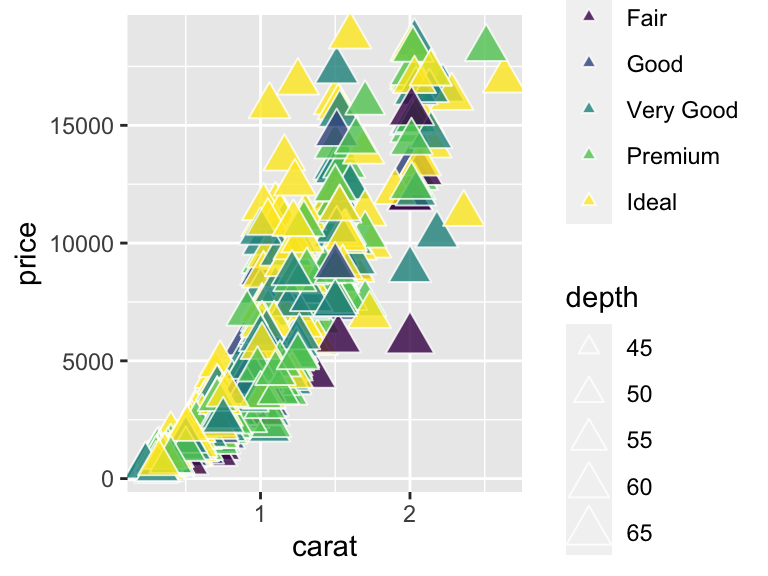 price
15000
10000
5000
0
1
2
carat
Fair
Good
Very Good
Premium
Ideal
depth
45
50
55
60
65